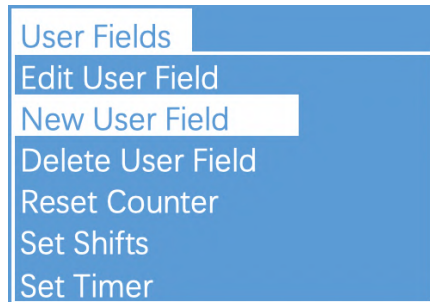 User Fields
Edit User Field
New User Field
Delete User Field
Reset Counter
Set Shifts
Set Timer